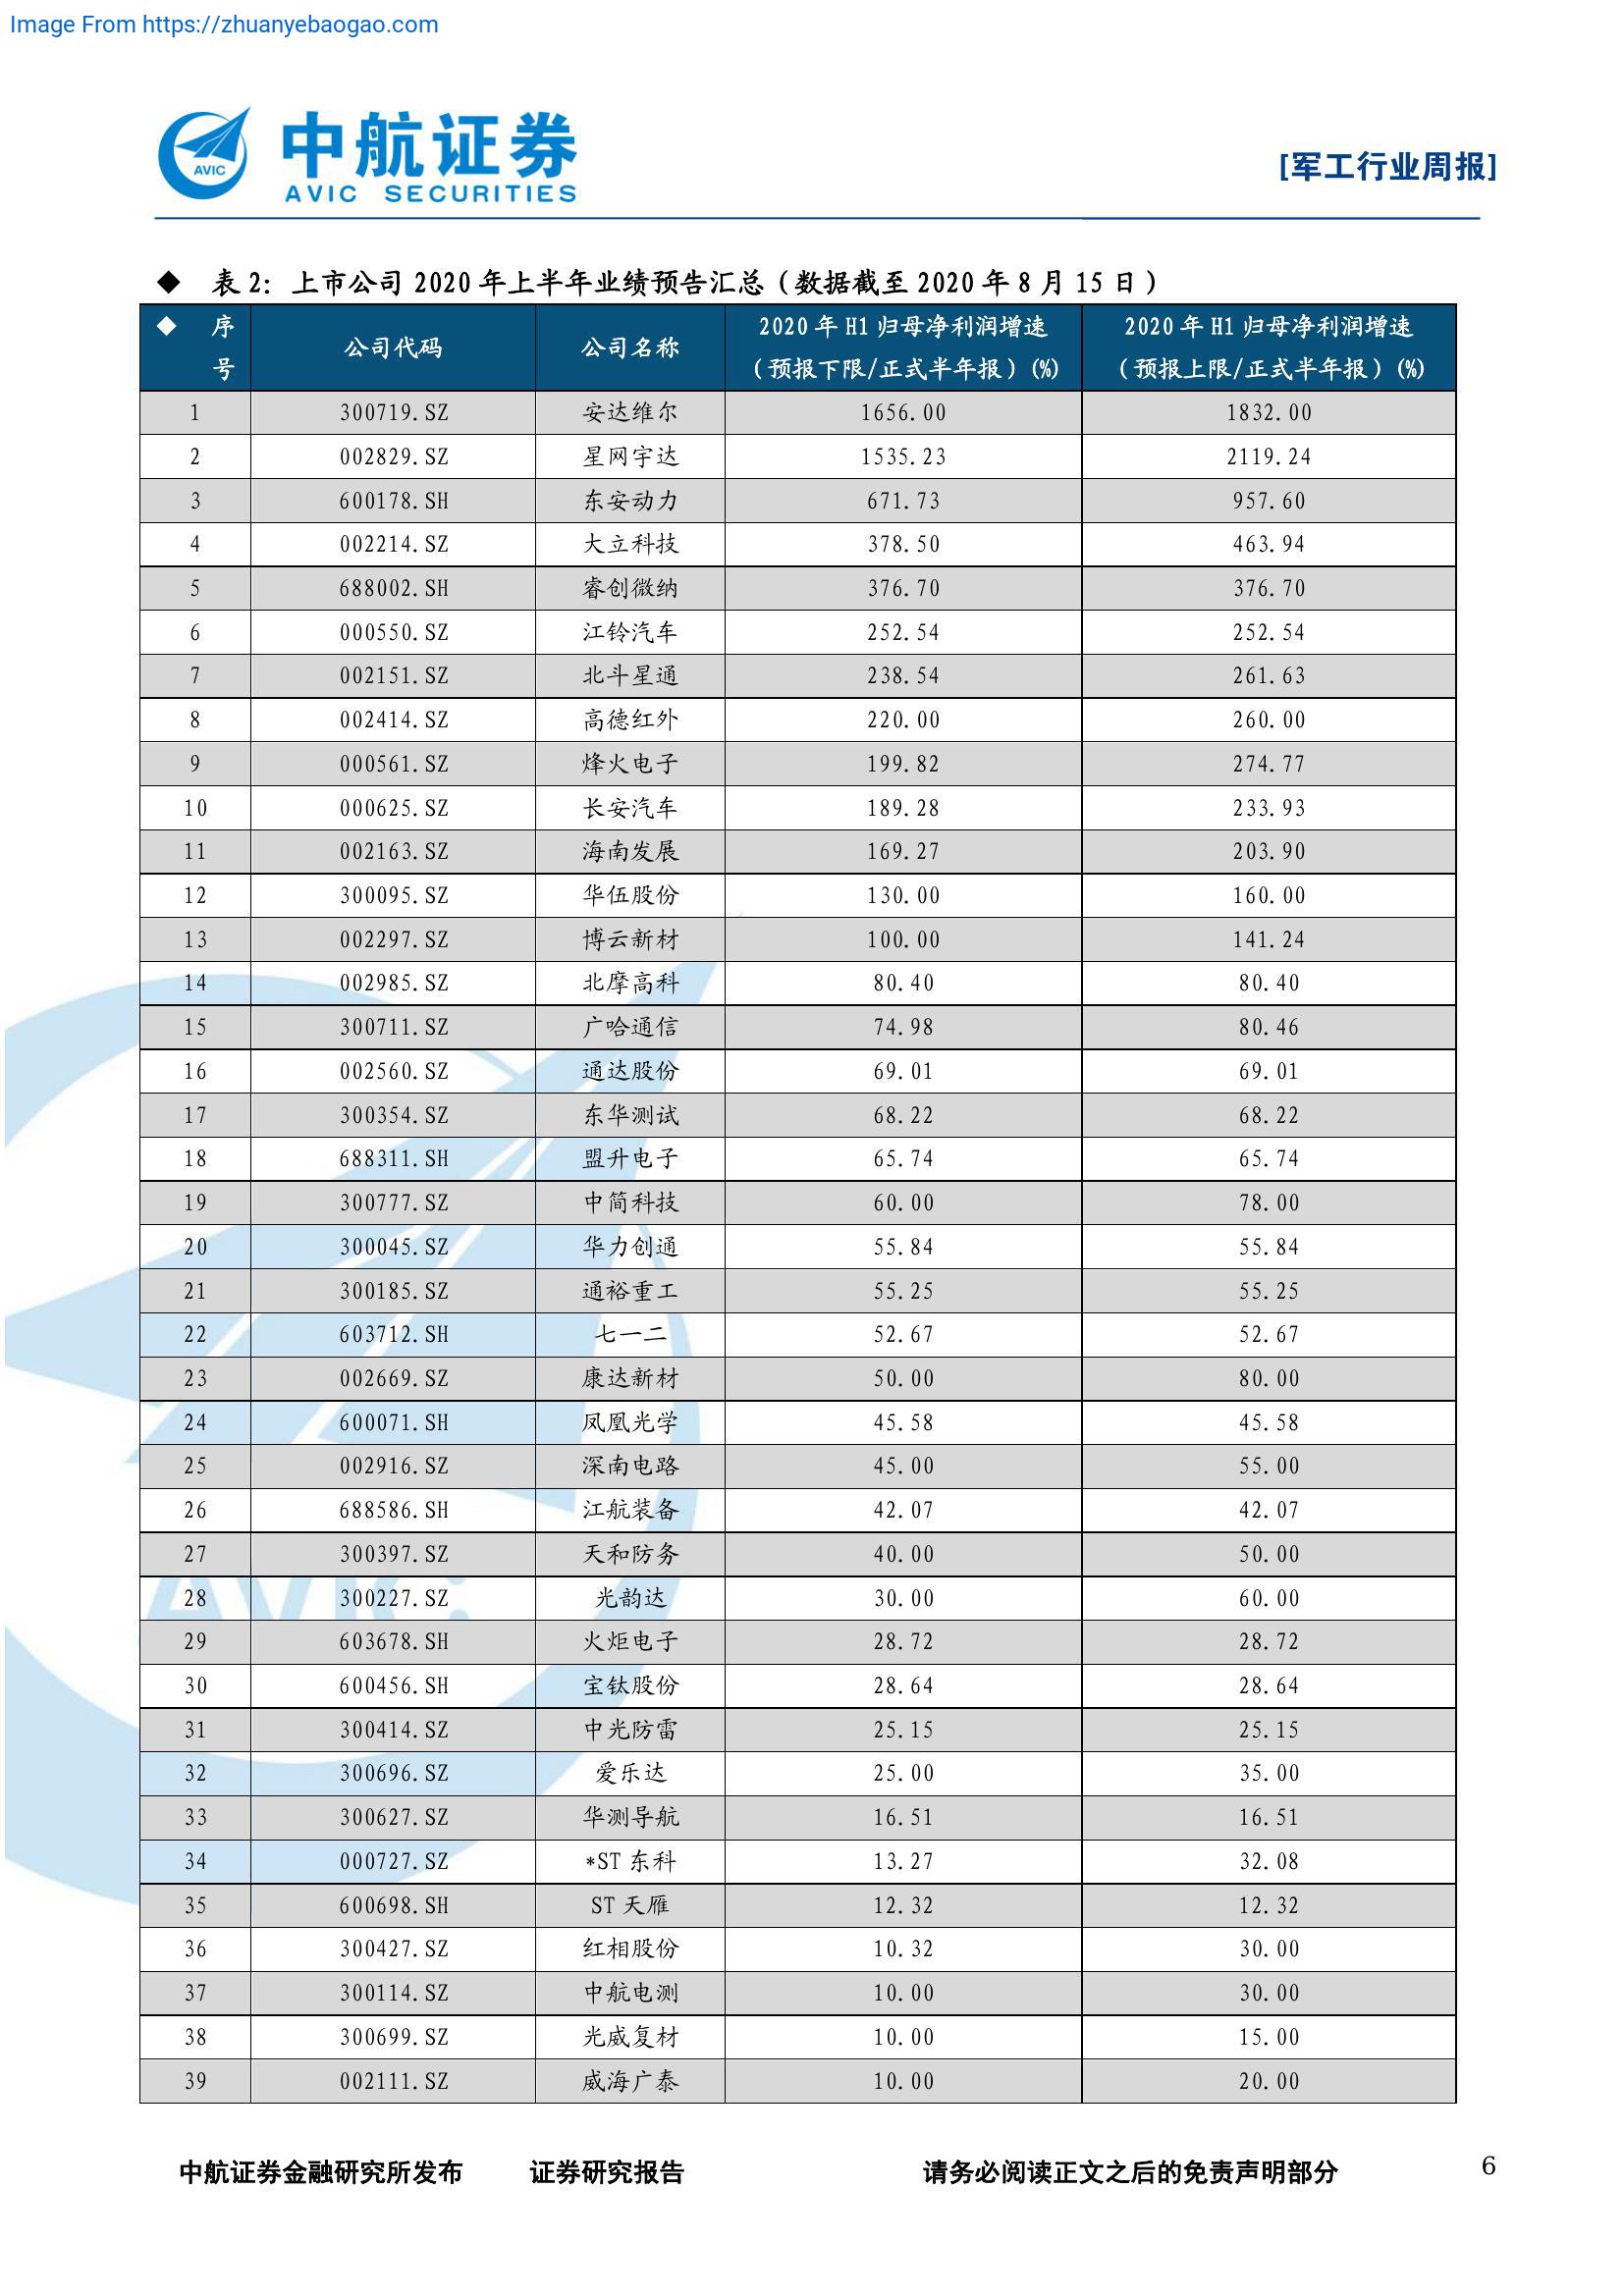 Image From https://zhuanyebaogao.com
中航证券
AVIC SECURITIES
AVIC
[军工行业周报]
◆ 表 2: 上市公司 2020 年上半年业绩预告汇总（数据截至 2020 年 8 月 15 日）
◆ 序号 公司代码 公司名称 2020 年 H1 归母净利润增速（预报下限/正式半年报）(%) 2020 年 H1 归母净利润增速（预报上限/正式半年报）(%)
1 300719.SZ 安达维尔 1656.00 1832.00
2 002829.SZ 星网宇达 1535.23 2119.24
3 600178.SH 东安动力 671.73 957.60
4 002214.SZ 大立科技 378.50 463.94
5 688002.SH 睿创微纳 376.70 376.70
6 000550.SZ 江铃汽车 252.54 252.54
7 002151.SZ 北斗星通 238.54 261.63
8 002414.SZ 高德红外 220.00 260.00
9 000561.SZ 烽火电子 199.82 274.77
10 000625.SZ 长安汽车 189.28 233.93
11 002163.SZ 海南发展 169.27 203.90
12 300095.SZ 华伍股份 130.00 160.00
13 002297.SZ 博云新材 100.00 141.24
14 002985.SZ 北摩高科 80.40 80.40
15 300711.SZ 广哈通信 74.98 80.46
16 002560.SZ 通达股份 69.01 69.01
17 300354.SZ 东华测试 68.22 68.22
18 688311.SH 盟升电子 65.74 65.74
19 300777.SZ 中简科技 60.00 78.00
20 300045.SZ 华力创通 55.84 55.84
21 300185.SZ 通裕重工 55.25 55.25
22 603712.SH 七一二 52.67 52.67
23 002669.SZ 康达新材 50.00 80.00
24 600071.SH 凤凰光学 45.58 45.58
25 002916.SZ 深南电路 45.00 55.00
26 688586.SH 江航装备 42.07 42.07
27 300397.SZ 天和防务 40.00 50.00
28 300227.SZ 光韵达 30.00 60.00
29 603678.SH 火炬电子 28.72 28.72
30 600456.SH 宝钛股份 28.64 28.64
31 300414.SZ 中光防雷 25.15 25.15
32 300696.SZ 爱乐达 25.00 35.00
33 300627.SZ 华测导航 16.51 16.51
34 000727.SZ *ST 东科 13.27 32.08
35 600698.SH ST 天雁 12.32 12.32
36 300427.SZ 红相股份 10.32 30.00
37 300114.SZ 中航电测 10.00 30.00
38 300699.SZ 光威复材 10.00 15.00
39 002111.SZ 威海广泰 10.00 20.00
中航证券金融研究所发布 证券研究报告 请务必阅读正文之后的免责声明部分 6